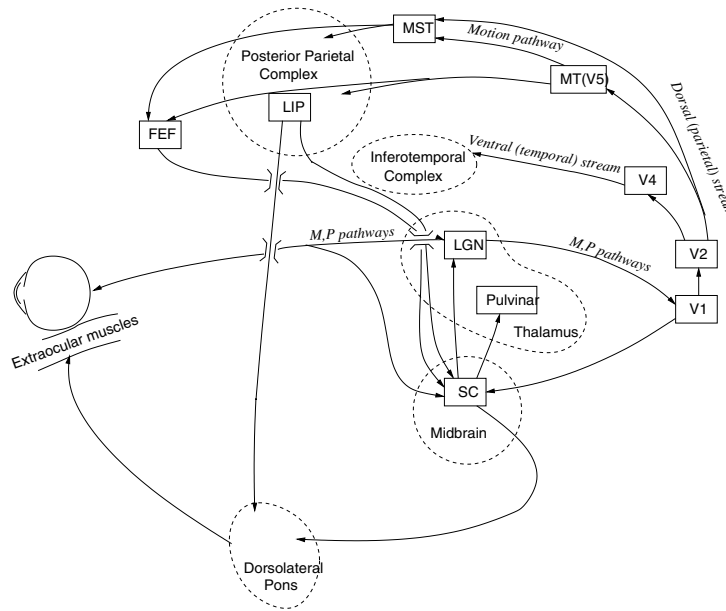 MST
Motion pathway
Posterior Parietal
Complex
MT(V5)
LIP
FEF
Dorsal (parietal) stream
Ventral (temporal) stream
Inferotemporal
Complex
V4
M,P pathways
LGN
M,P pathways
V2
Pulvinar
V1
Thalamus
Extraocular muscles
SC
Midbrain
Dorsolateral
Pons